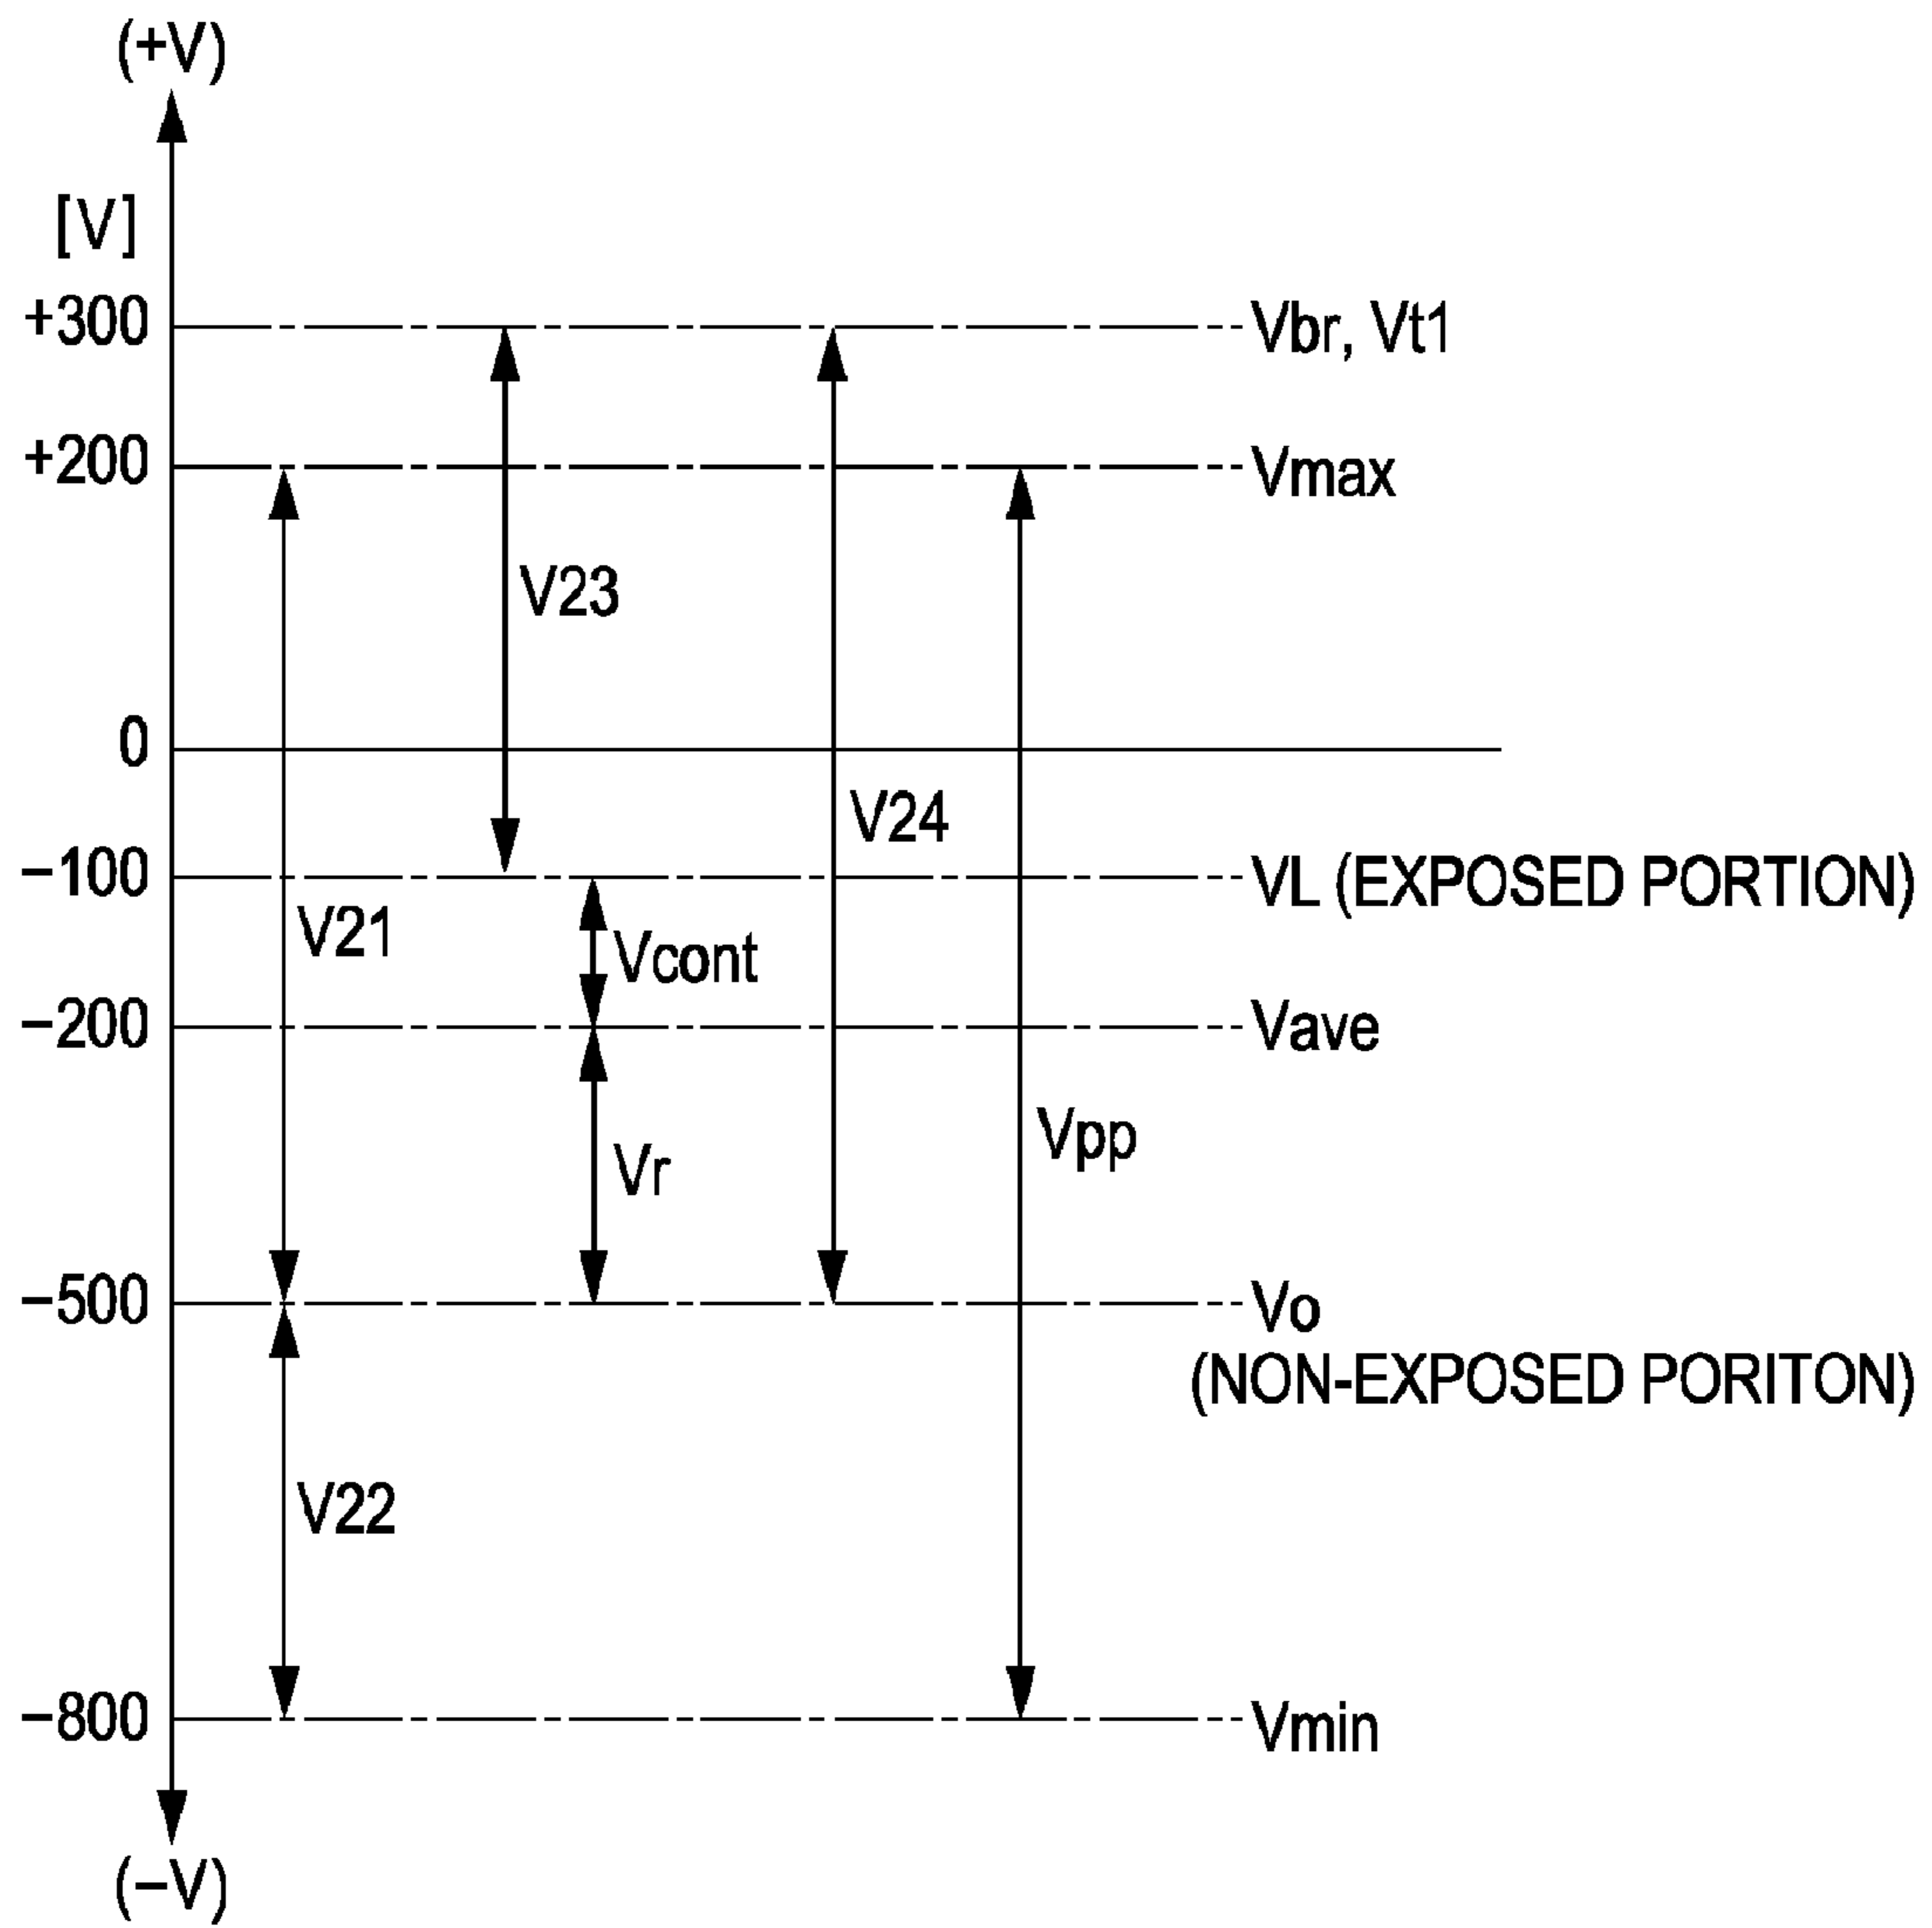 (+V)
[V]
+300
Vbr, Vt1
+200
Vmax
V23
0
V24
−100
VL (EXPOSED PORTION)
V21
Vcont
−200
Vave
Vpp
Vr
−500
Vo
(NON-EXPOSED PORITON)
V22
−800
Vmin
(−V)